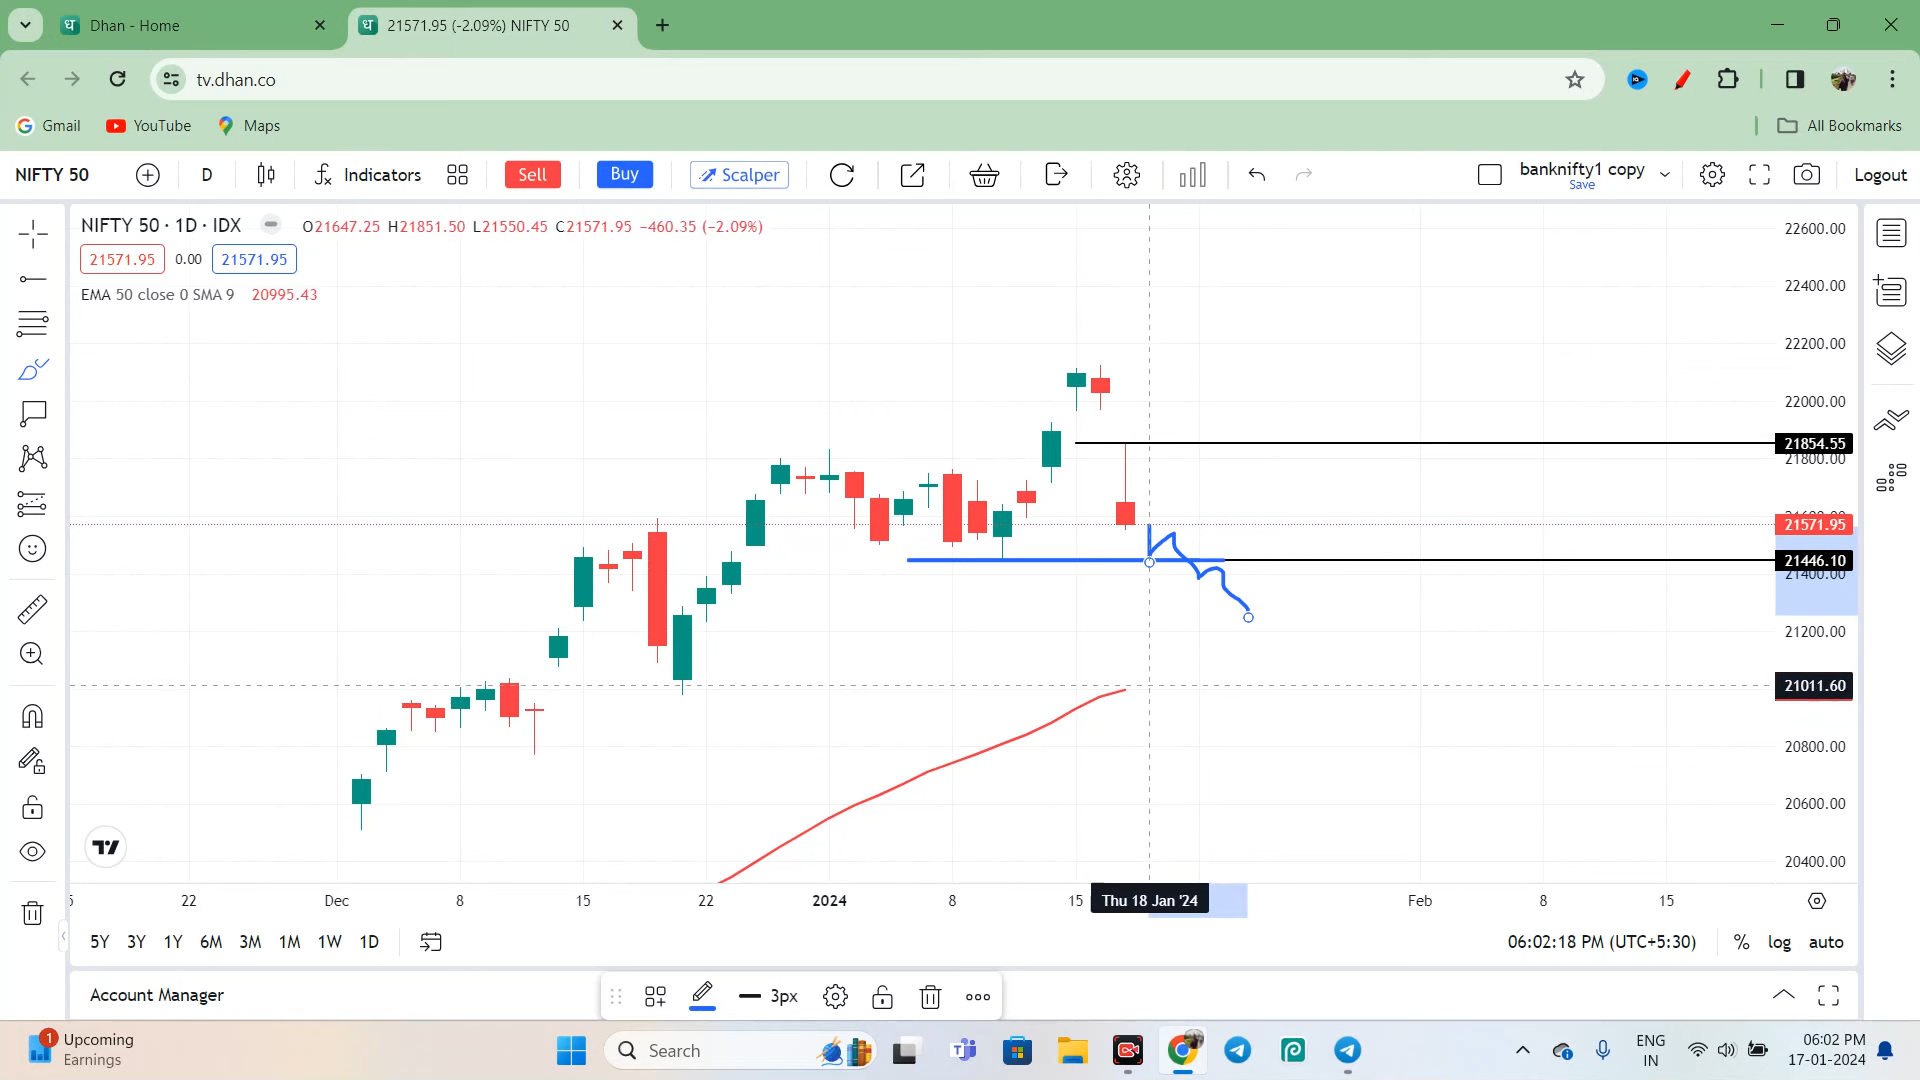 Dhan - Home
21571.95 (-2.09%) NIFTY 50
tv.dhan.co
Gmail
YouTube
Maps
All Bookmarks
NIFTY 50
D
Indicators
Sell
Buy
Scalper
banknifty1 copy
Save
Logout
NIFTY 50 · 1D · IDX
O21647.25 H21851.50 L21550.45 C21571.95 −460.35 (−2.09%)
21571.95
0.00
21571.95
EMA 50 close 0 SMA 9 20995.43
22600.00
22400.00
22200.00
22000.00
21854.55
21800.00
21571.95
21446.10
21400.00
21200.00
21011.60
20800.00
20600.00
20400.00
22
Dec
8
15
22
2024
8
15
Thu 18 Jan '24
Feb
8
15
5Y 3Y 1Y 6M 3M 1M 1W 1D
06:02:18 PM (UTC+5:30)
%
log
auto
Account Manager
3px
1
Upcoming
Earnings
Search
ENG
IN
06:02 PM
17-01-2024